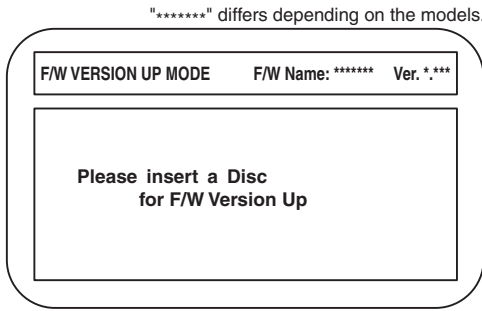 "*******" differs depending on the models.
F/W VERSION UP MODE F/W Name: ******* Ver. *.***
Please insert a Disc
for F/W Version Up